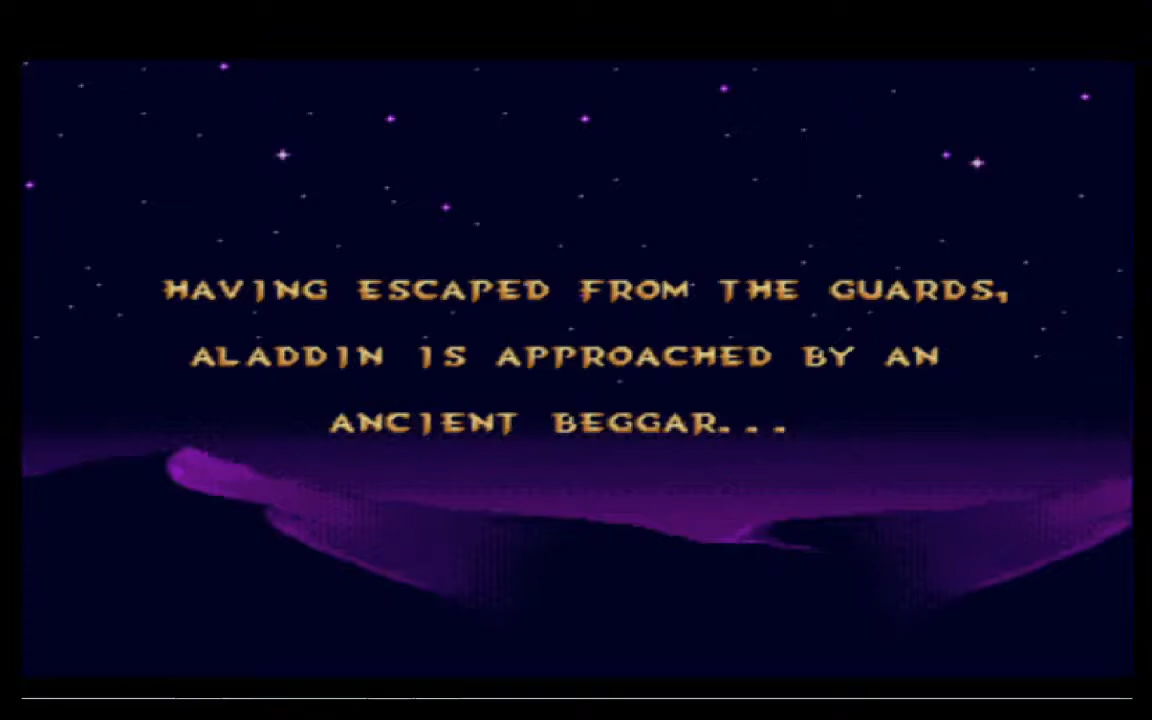 HAVING ESCAPED FROM THE GUARDS,
ALADDIN IS APPROACHED BY AN
ANCIENT BEGGAR...